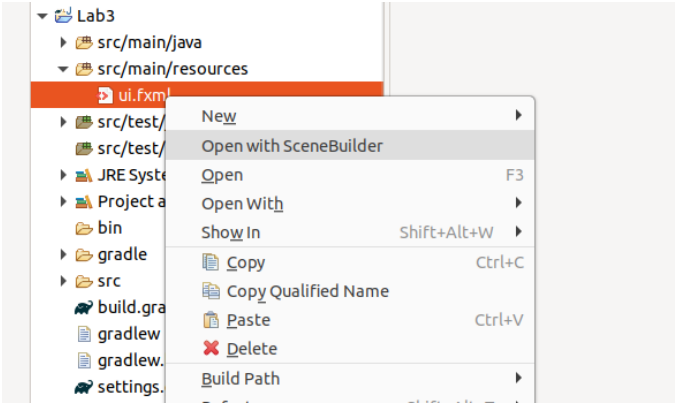 Lab3
src/main/java
src/main/resources
ui.fxml
src/test/
src/test/
JRE Syste
Project a
bin
gradle
src
build.gra
gradlew
gradlew.
settings.
New
Open with SceneBuilder
Open F3
Open With
Show In Shift+Alt+W
Copy Ctrl+C
Copy Qualified Name
Paste Ctrl+V
Delete
Build Path